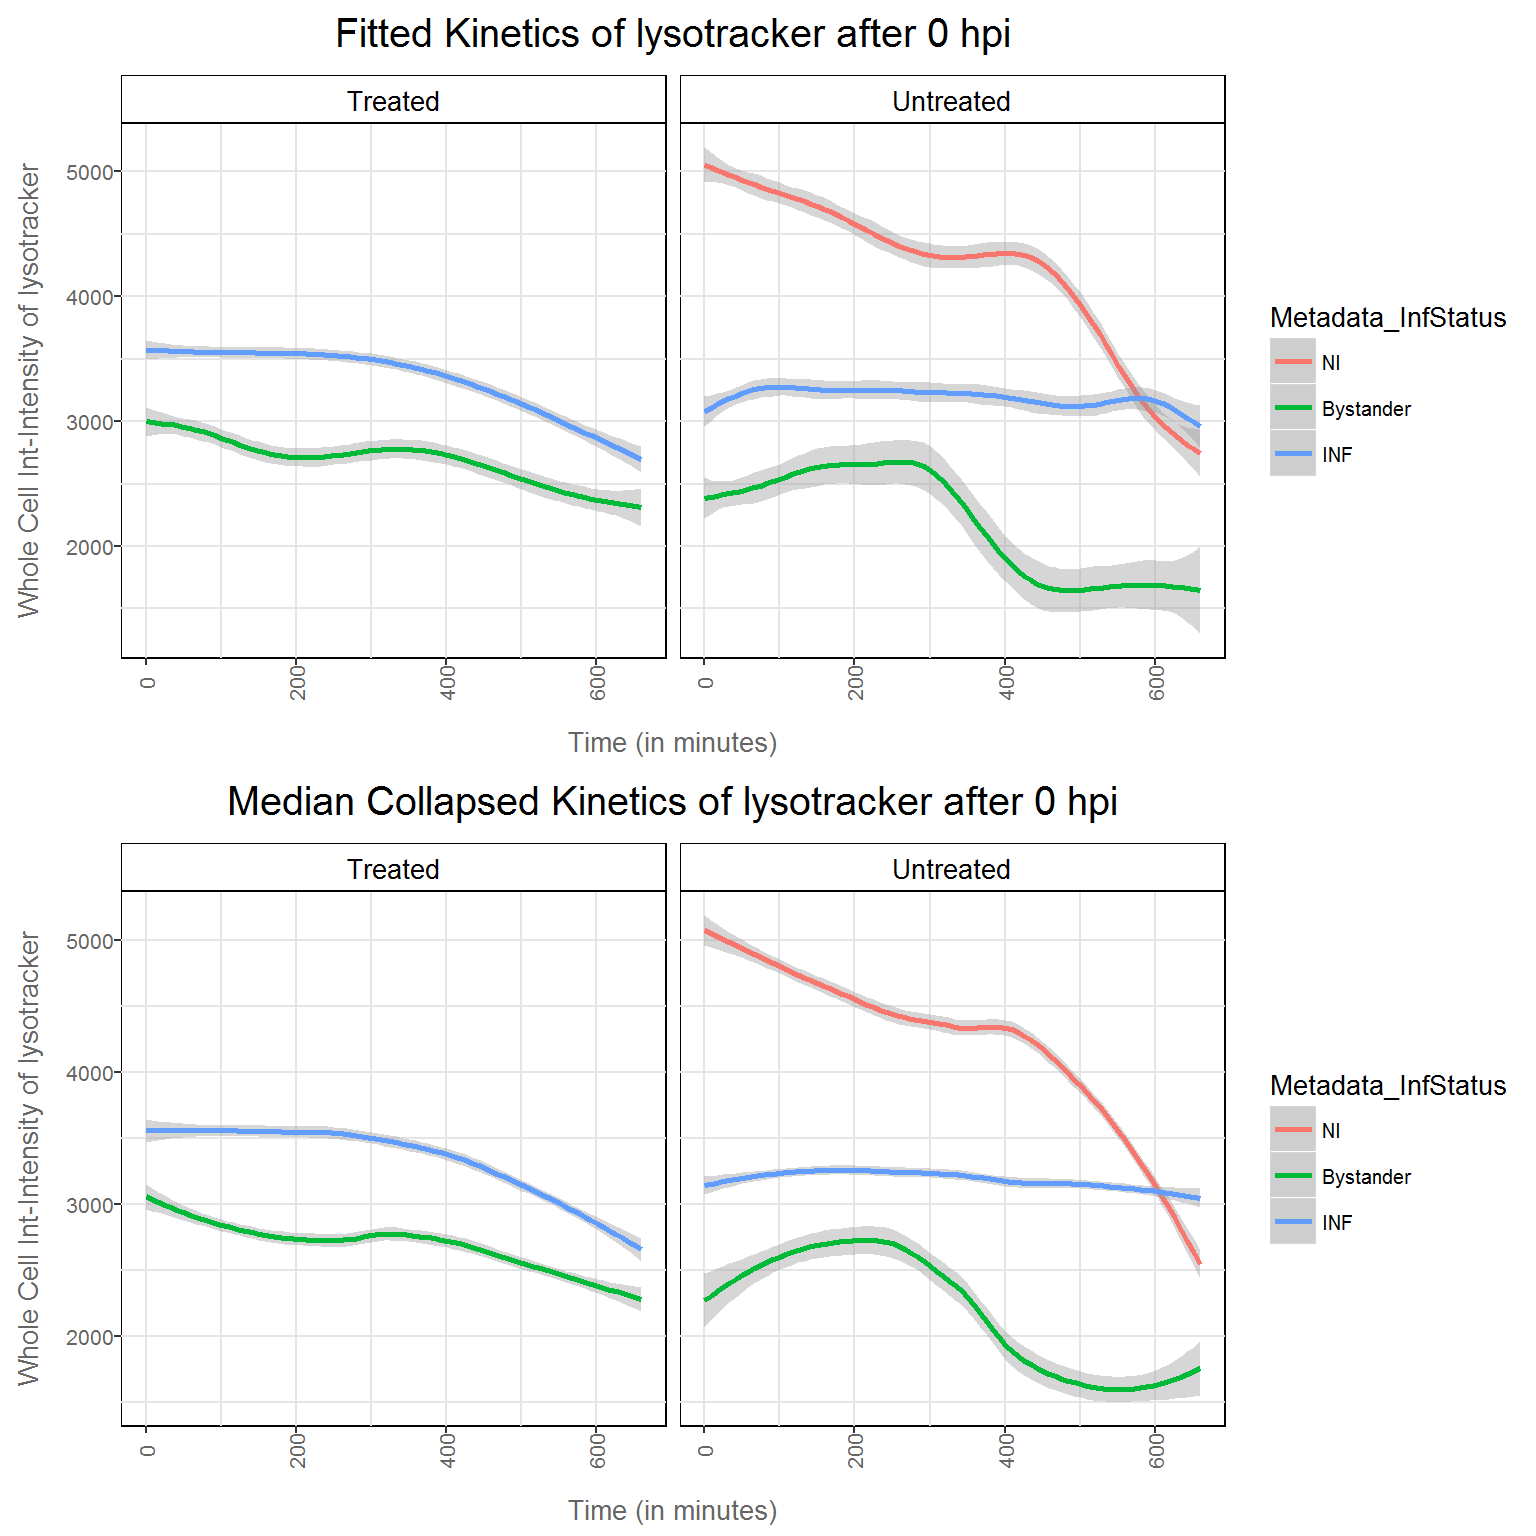 Fitted Kinetics of lysotracker after 0 hpi
Treated
Untreated
Whole Cell Int-Intensity of lysotracker
5000
4000
3000
2000
0
200
400
600
0
200
400
600
Time (in minutes)
Metadata_InfStatus
NI
Bystander
INF
Median Collapsed Kinetics of lysotracker after 0 hpi
Treated
Untreated
Whole Cell Int-Intensity of lysotracker
5000
4000
3000
2000
0
200
400
600
0
200
400
600
Time (in minutes)
Metadata_InfStatus
NI
Bystander
INF